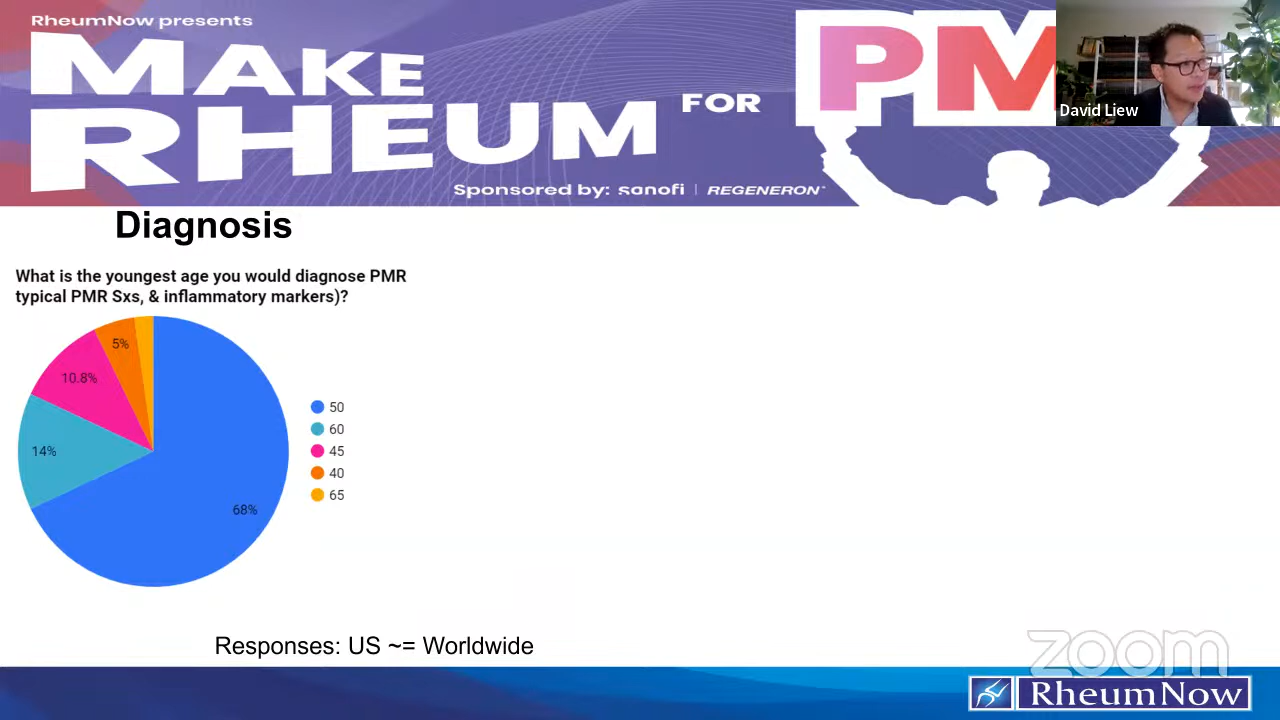 RheumNow presents
MAKE
RHEUM
FOR
PM
David Liew
Sponsored by: sanofi | REGENERON
Diagnosis
What is the youngest age you would diagnose PMR
typical PMR Sxs, & inflammatory markers)?
5%
10.8%
14%
68%
50
60
45
40
65
Responses: US ~= Worldwide
zoom
RheumNow